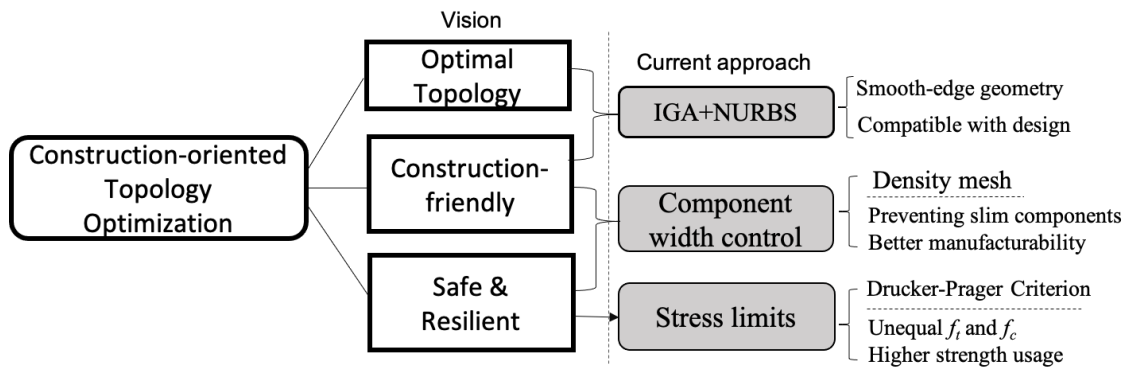 Vision
Optimal
Topology
Construction-oriented
Topology
Optimization
Construction-
friendly
Safe &
Resilient
Current approach
IGA+NURBS
Smooth-edge geometry
Compatible with design
Component
width control
Density mesh
Preventing slim components
Better manufacturability
Stress limits
Drucker-Prager Criterion
Unequal fₜ and f꜀
Higher strength usage